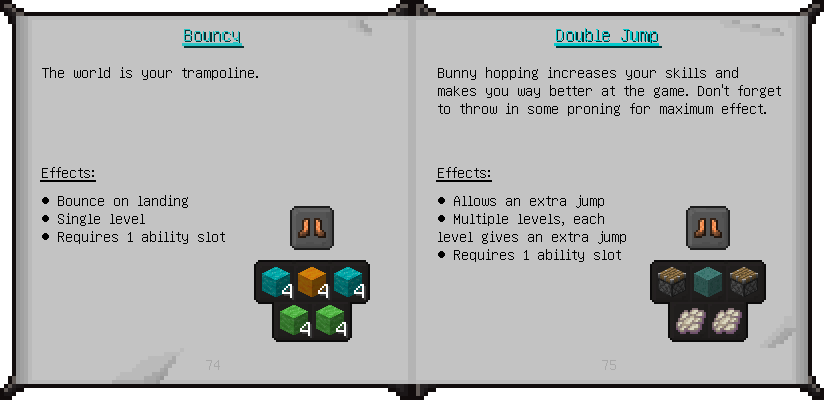 Bouncy
The world is your trampoline.
Effects:
• Bounce on landing
• Single level
• Requires 1 ability slot
4
4
4
4
4
74
Double Jump
Bunny hopping increases your skills and
makes you way better at the game. Don't forget
to throw in some proning for maximum effect.
Effects:
• Allows an extra jump
• Multiple levels, each
level gives an extra jump
• Requires 1 ability slot
75